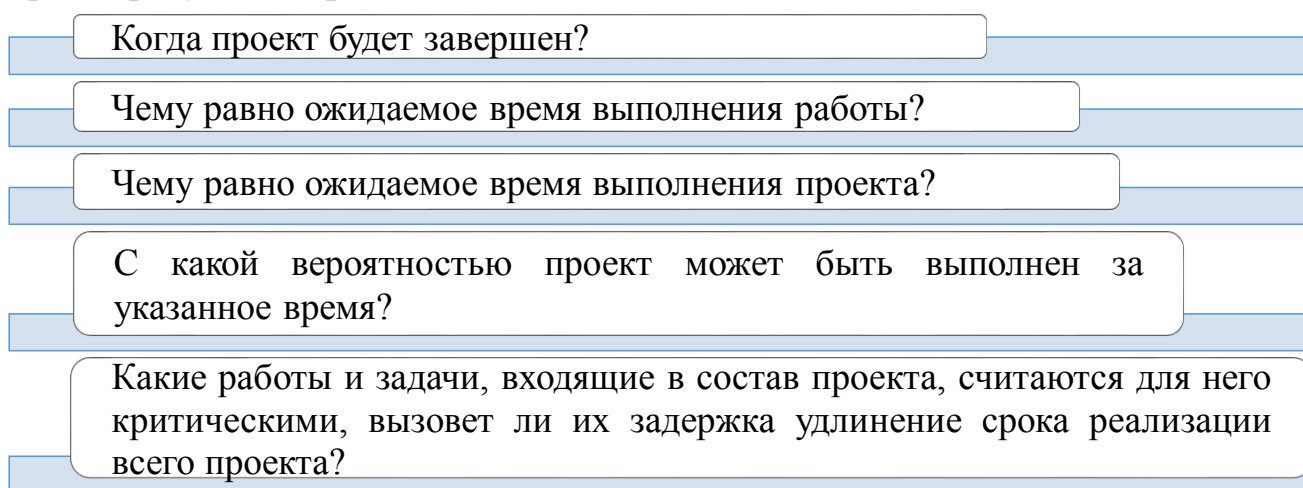 Когда проект будет завершен?
Чему равно ожидаемое время выполнения работы?
Чему равно ожидаемое время выполнения проекта?
С какой вероятностью проект может быть выполнен за
указанное время?
Какие работы и задачи, входящие в состав проекта, считаются для него
критическими, вызовет ли их задержка удлинение срока реализации
всего проекта?